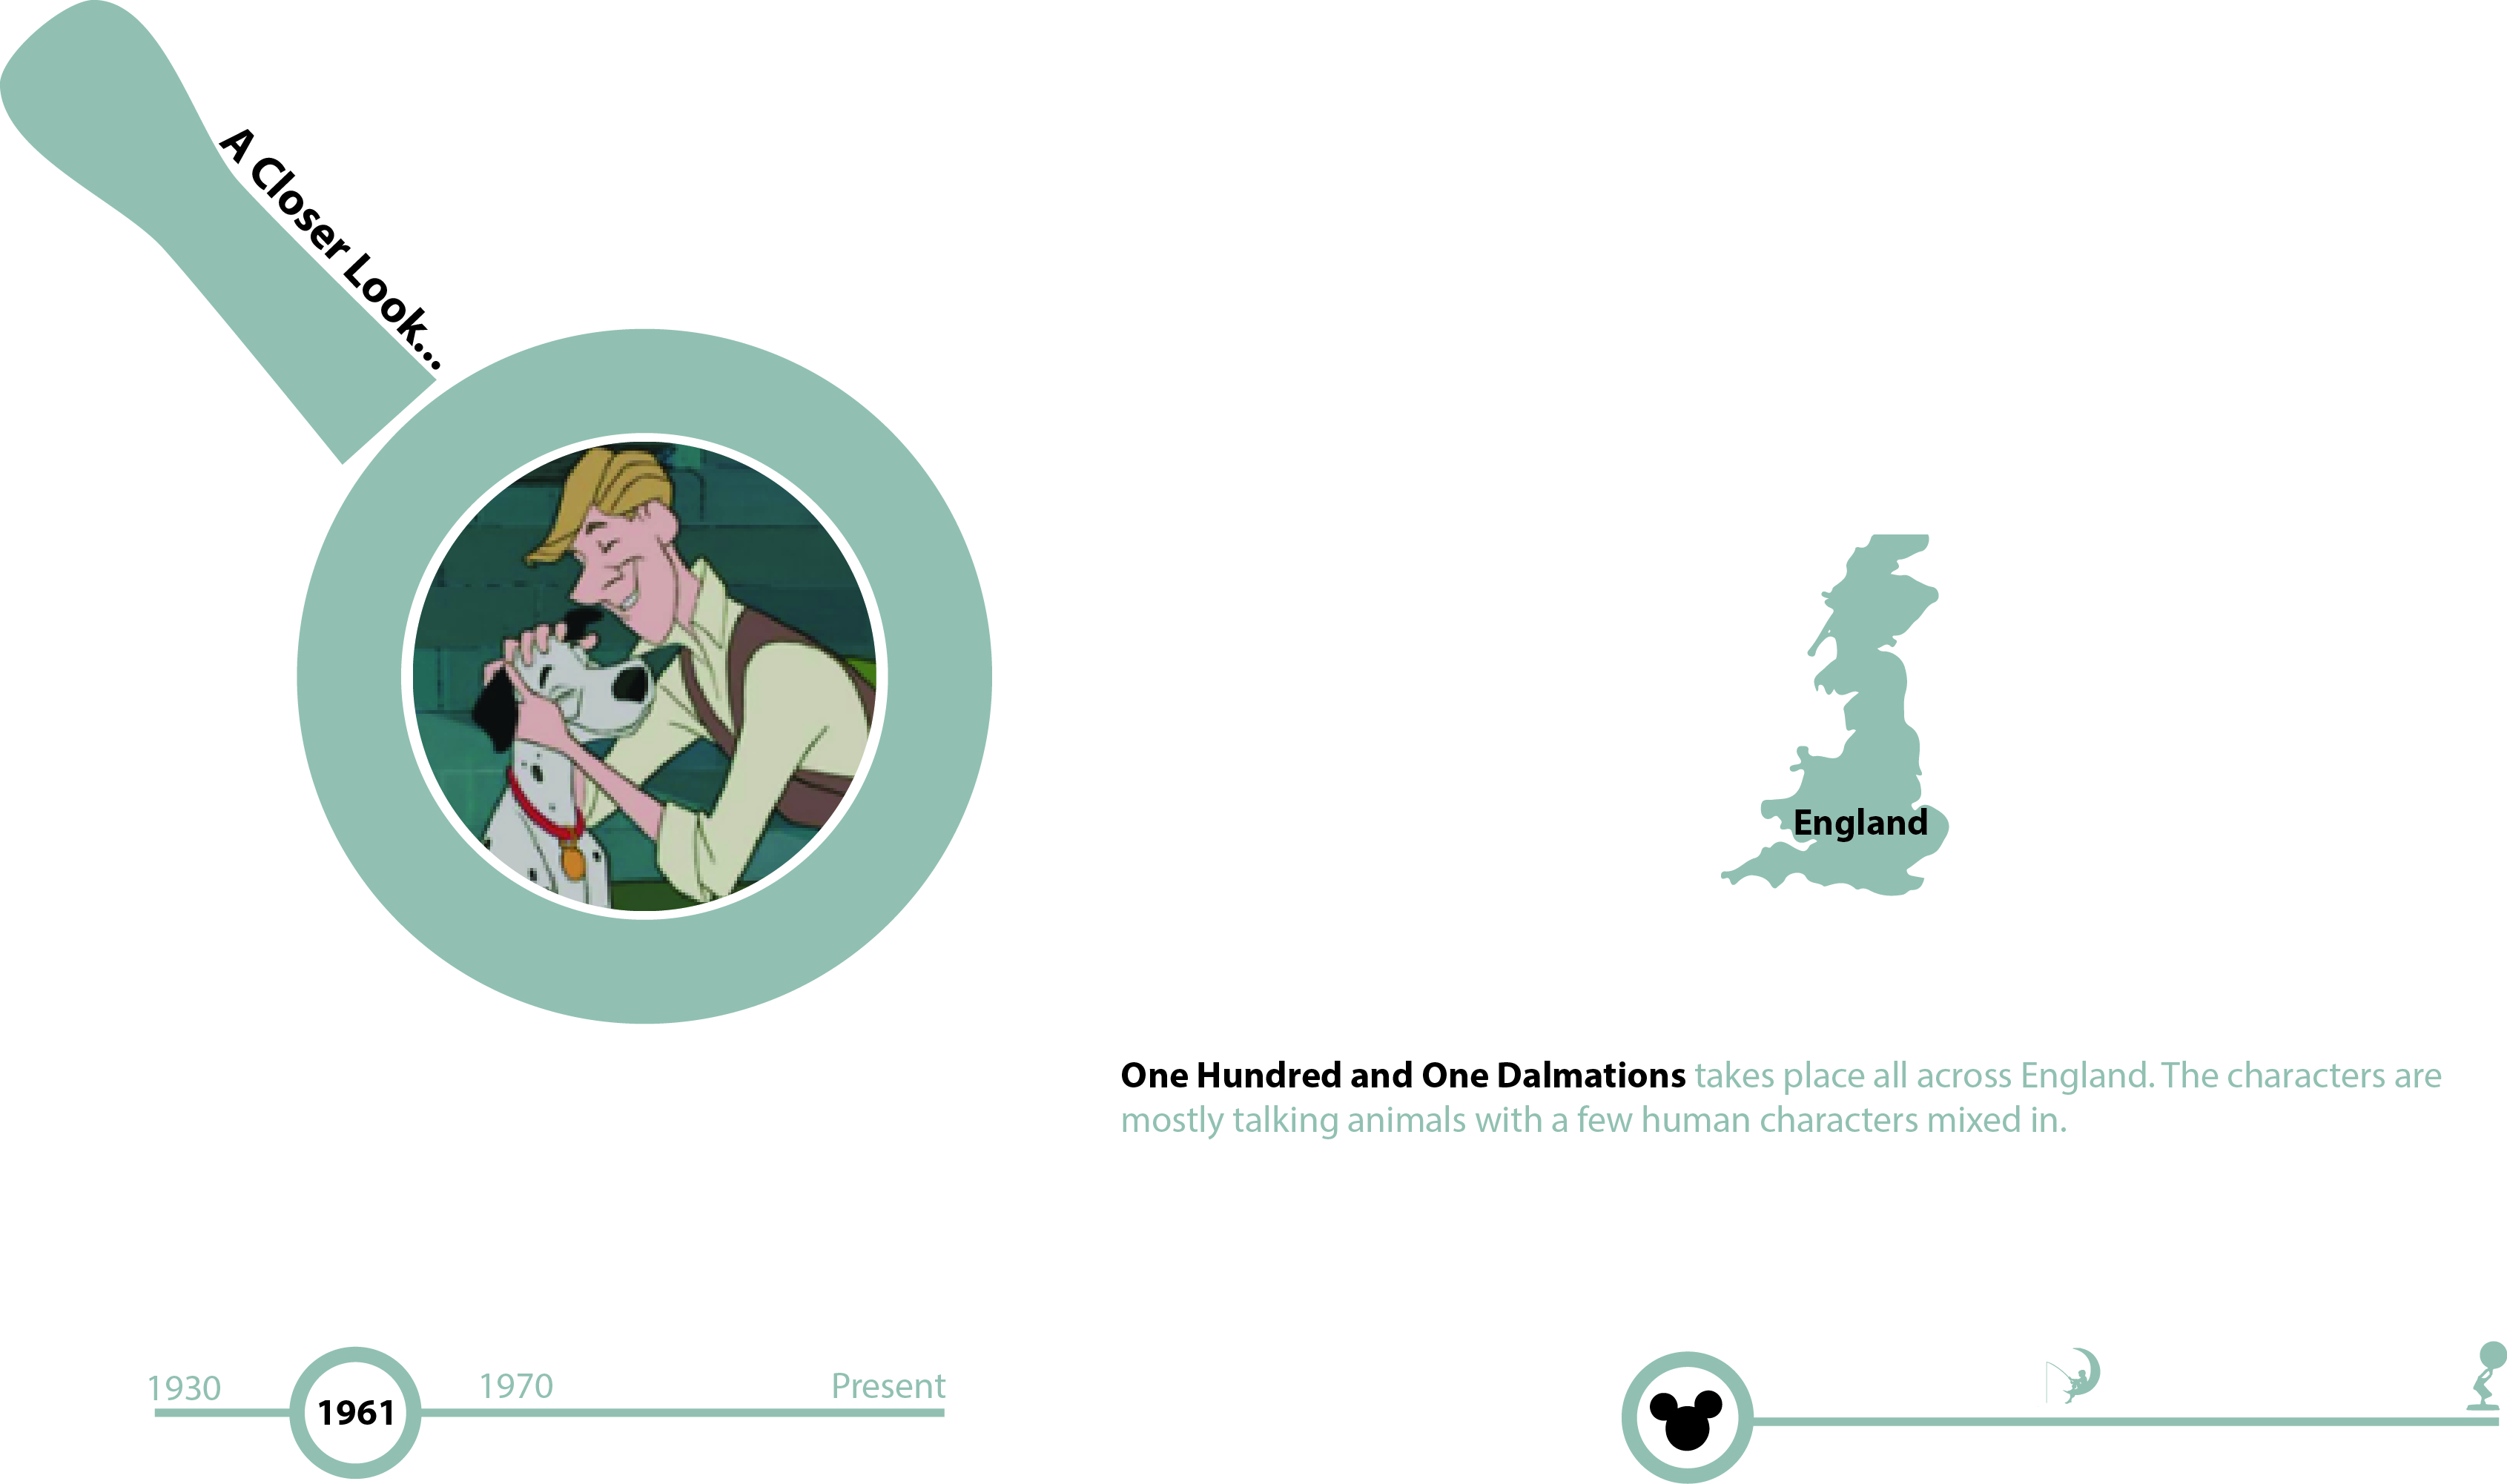 A Closer Look...
England
One Hundred and One Dalmations takes place all across England. The characters are
mostly talking animals with a few human characters mixed in.
1930
1961
1970
Present